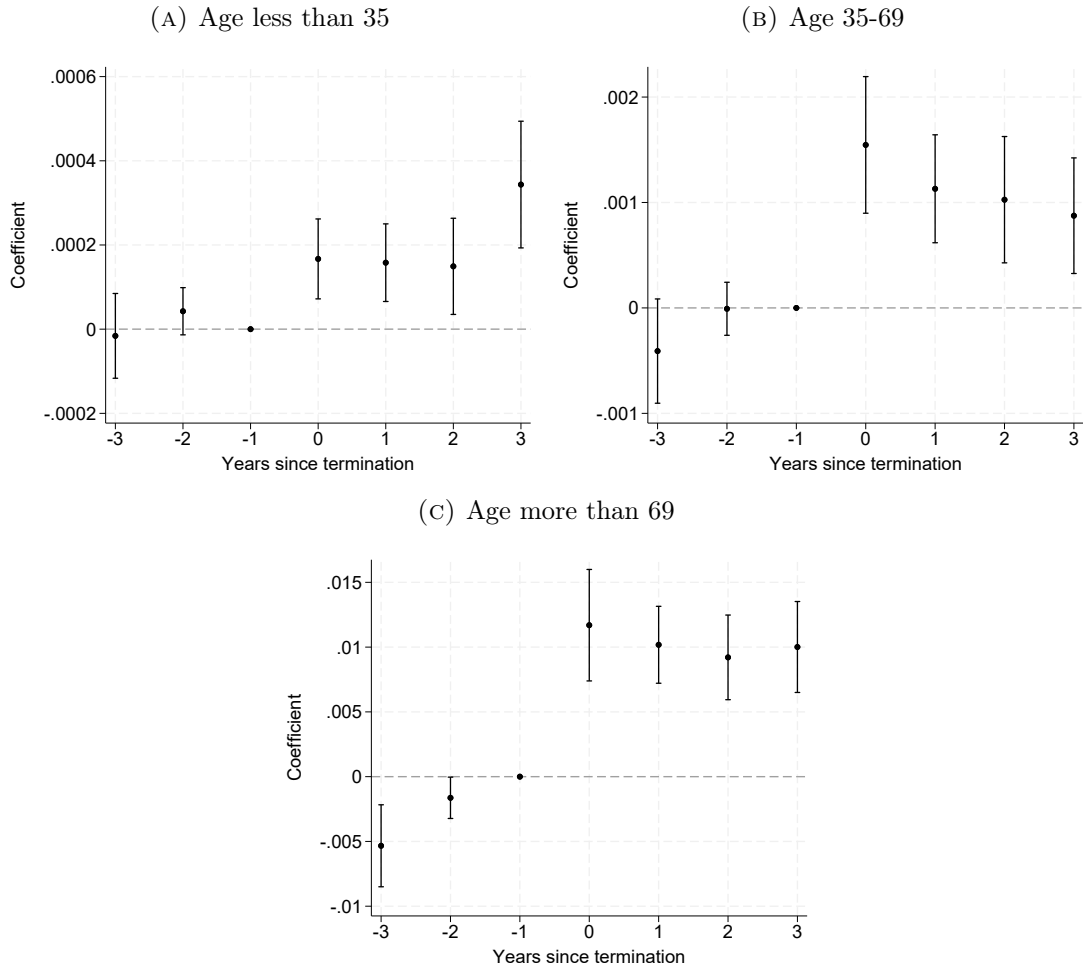 (A) Age less than 35
.0006
.0004
.0002
0
-.0002
Coefficient
-3 -2 -1 0 1 2 3
Years since termination
(B) Age 35-69
.002
.001
0
-.001
Coefficient
-3 -2 -1 0 1 2 3
Years since termination
(C) Age more than 69
.015
.01
.005
0
-.005
-.01
Coefficient
-3 -2 -1 0 1 2 3
Years since termination